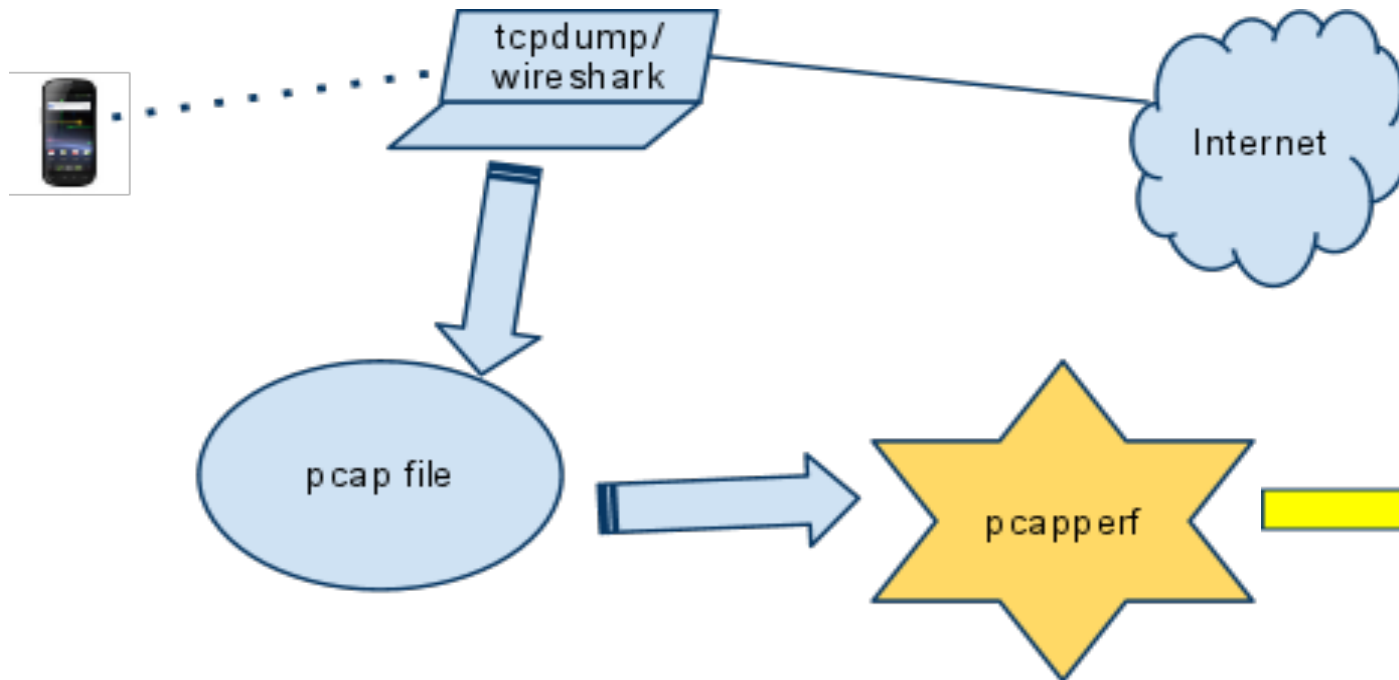 tcpdump/
wireshark
Internet
pcap file
pcapperf